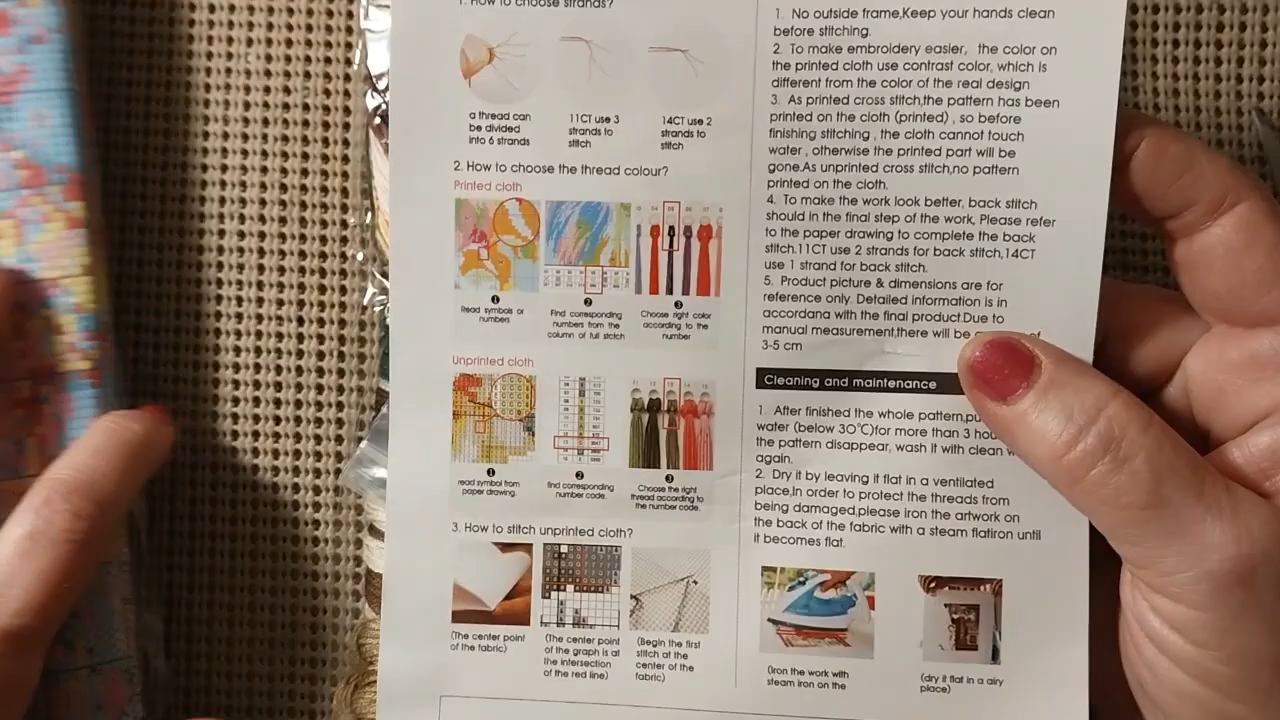 1. How to choose strands?
a thread can
be divided
into 6 strands
11CT use 3
strands to
stitch
14CT use 2
strands to
stitch
2. How to choose the thread colour?
Printed cloth
Read symbols or
numbers
Find corresponding
numbers from the
column of full stctch
Choose right color
according to the
number
Unprinted cloth
read symbol from
paper drawing.
find corresponding
number code.
Choose the right
thread according to
the number code.
3. How to stitch unprinted cloth?
(The center point
of the fabric)
(The center point
of the graph is at
the intersection
of the red line)
(Begin the first
stitch at the
center of the
fabric)
1. No outside frame,Keep your hands clean
before stitching.
2. To make embroidery easier, the color on
the printed cloth use contrast color, which is
different from the color of the real design
3. As printed cross stitch,the pattern has been
printed on the cloth (printed) , so before
finishing stitching , the cloth cannot touch
water , otherwise the printed part will be
gone.As unprinted cross stitch,no pattern
printed on the cloth.
4. To make the work look better, back stitch
should in the final step of the work, Please refer
to the paper drawing to complete the back
stitch.11CT use 2 strands for back stitch,14CT
use 1 strand for back stitch.
5. Product picture & dimensions are for
reference only. Detailed information is in
accordana with the final product.Due to
manual measurement,there will be
3-5 cm
Cleaning and maintenance
1. After finished the whole pattern,
water (below 30°C)for more than 3
the pattern disappear, wash it with clean
again.
2. Dry it by leaving it flat in a ventilated
place,In order to protect the threads from
being damaged,please iron the artwork on
the back of the fabric with a steam flatiron until
it becomes flat.
(Iron the work with
steam iron on the
(dry it flat in a airy
place)